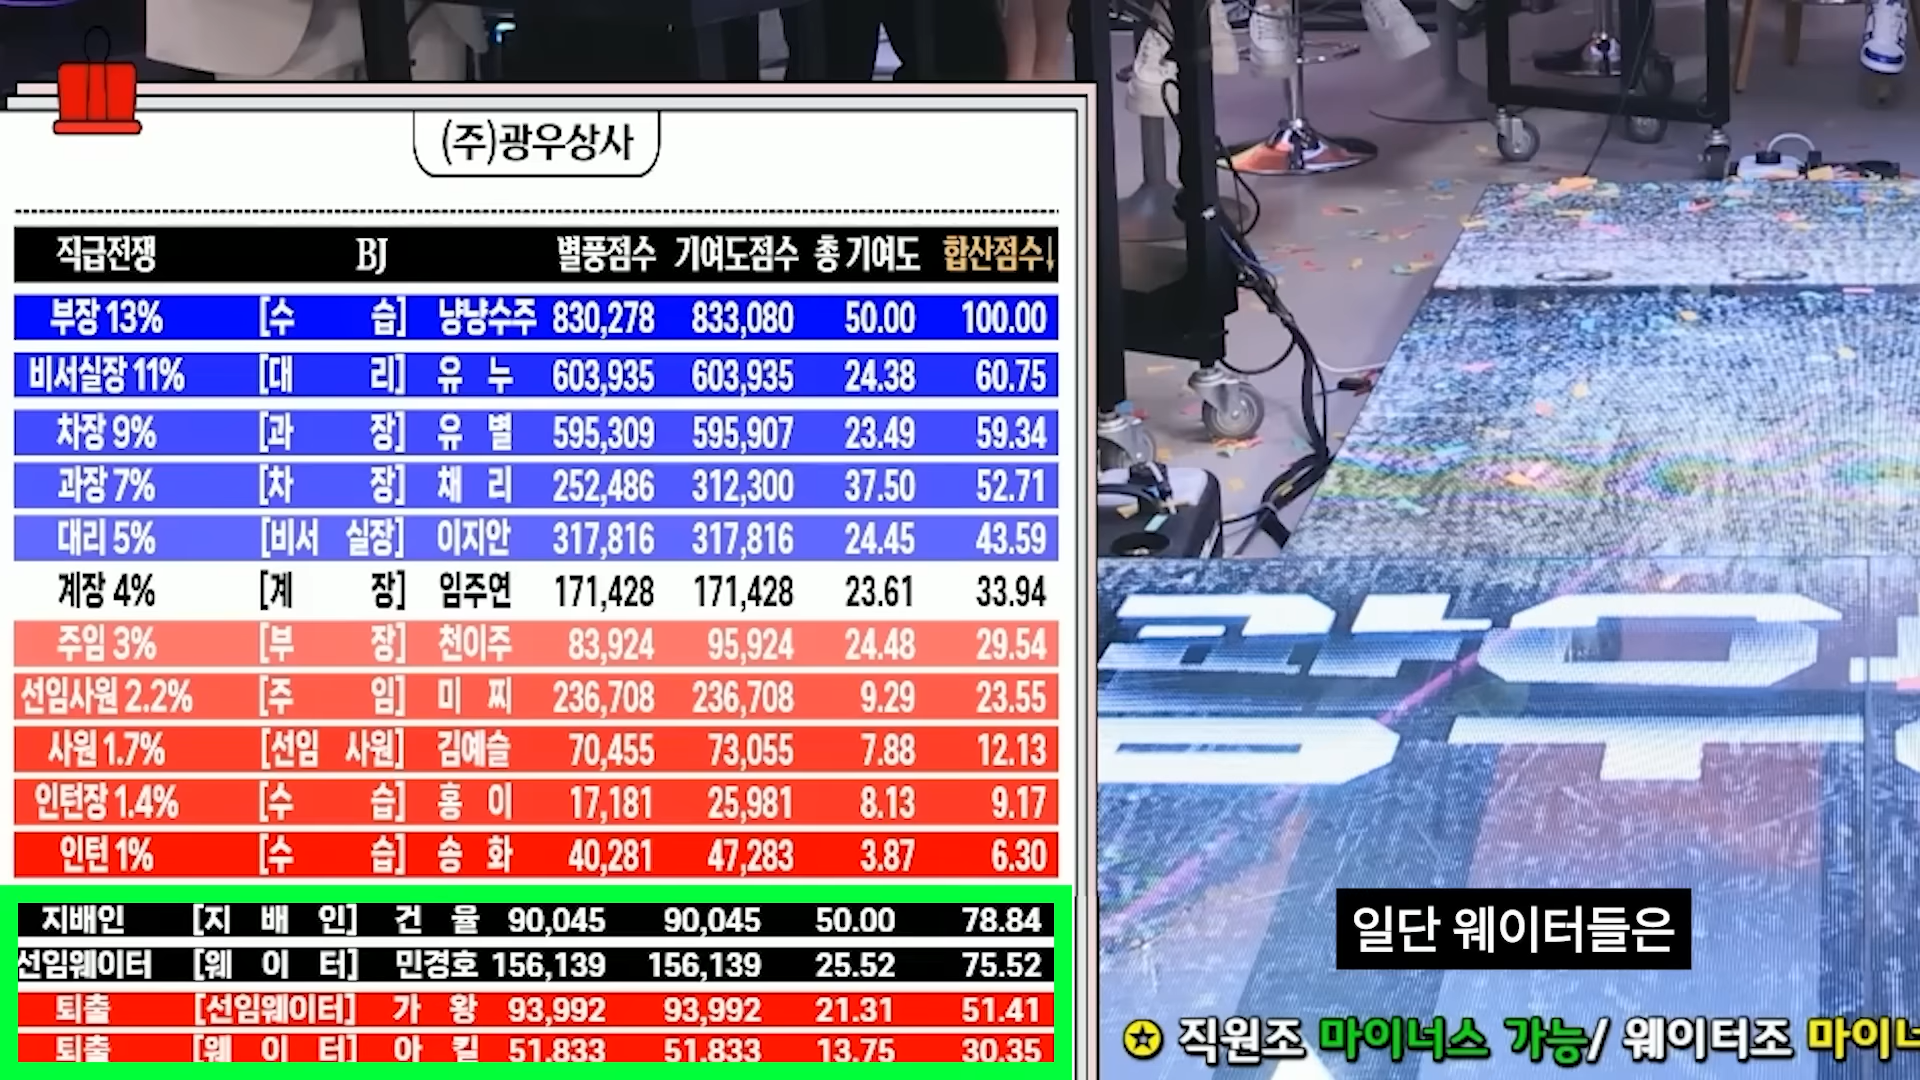 (주)광우상사
직급전쟁 BJ 별풍점수 기여도점수 총 기여도 합산점수↓
부장 13% [수 습] 냥냥수주 830,278 833,080 50.00 100.00
비서실장 11% [대 리] 유 누 603,935 603,935 24.38 60.75
차장 9% [과 장] 유 별 595,309 595,907 23.49 59.34
과장 7% [차 장] 채 리 252,486 312,300 37.50 52.71
대리 5% [비서 실장] 이지안 317,816 317,816 24.45 43.59
계장 4% [계 장] 임주연 171,428 171,428 23.61 33.94
주임 3% [부 장] 천이주 83,924 95,924 24.48 29.54
선임사원 2.2% [주 임] 미 찌 236,708 236,708 9.29 23.55
사원 1.7% [선임 사원] 김예슬 70,455 73,055 7.88 12.13
인턴장 1.4% [수 습] 홍 이 17,181 25,981 8.13 9.17
인턴 1% [수 습] 송 화 40,281 47,283 3.87 6.30
지배인 [지 배 인] 건 율 90,045 90,045 50.00 78.84
선임웨이터 [웨 이 터] 민경호 156,139 156,139 25.52 75.52
퇴출 [선임웨이터] 가 왕 93,992 93,992 21.31 51.41
퇴출 [웨 이 터] 아 킬 51,833 51,833 13.75 30.35
일단 웨이터들은
직원조 마이너스 가능/ 웨이터조 마이너